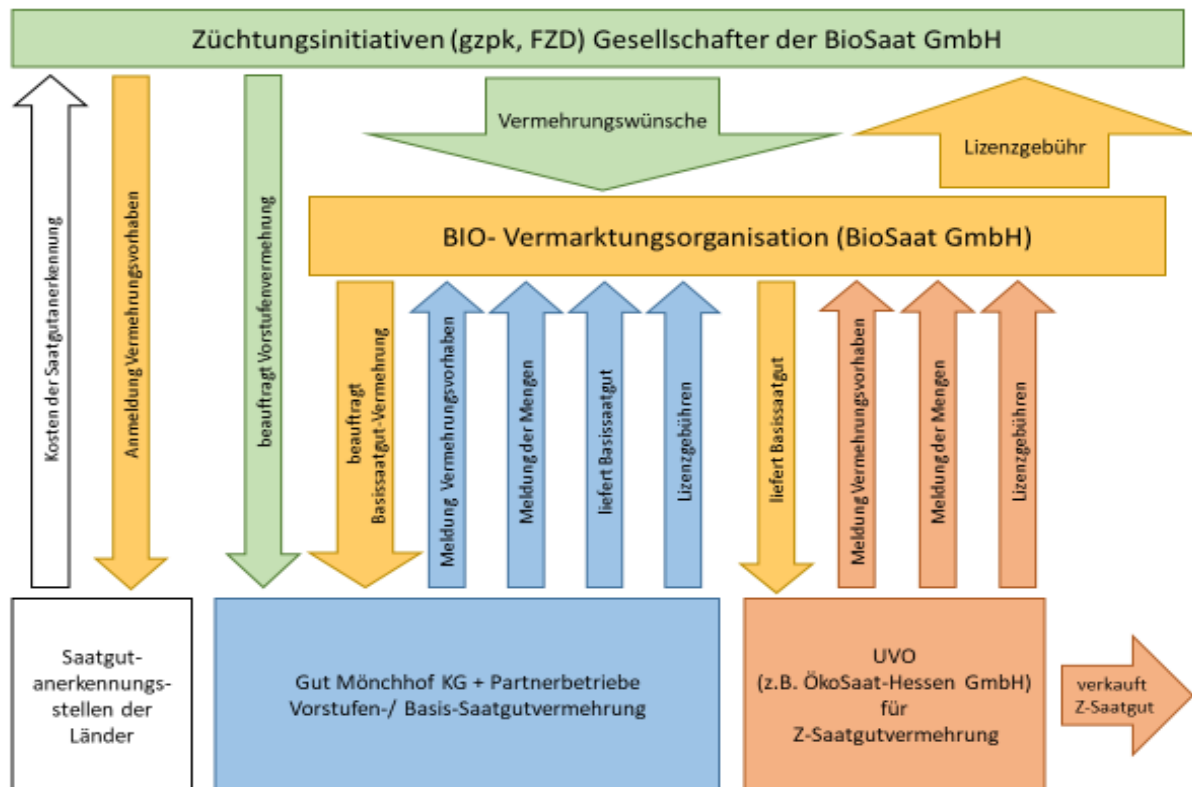 Züchtungsinitiativen (gzpk, FZD) Gesellschafter der BioSaat GmbH
Vermehrungswünsche
Lizenzgebühr
BIO- Vermarktungsorganisation (BioSaat GmbH)
Kosten der Saatgutanerkennung
Anmeldung Vermehrungsvorhaben
beauftragt Vorstufenvermehrung
beauftragt
Basissaatgut-Vermehrung
Meldung Vermehrungsvorhaben
Meldung der Mengen
liefert Basissaatgut
Lizenzgebühren
liefert Basissaatgut
Meldung Vermehrungsvorhaben
Meldung der Mengen
Lizenzgebühren
Saatgut-
anerkennungs-
stellen der
Länder
Gut Mönchhof KG + Partnerbetriebe
Vorstufen-/ Basis-Saatgutvermehrung
UVO
(z.B. ÖkoSaat-Hessen GmbH)
für
Z-Saatgutvermehrung
verkauft
Z-Saatgut